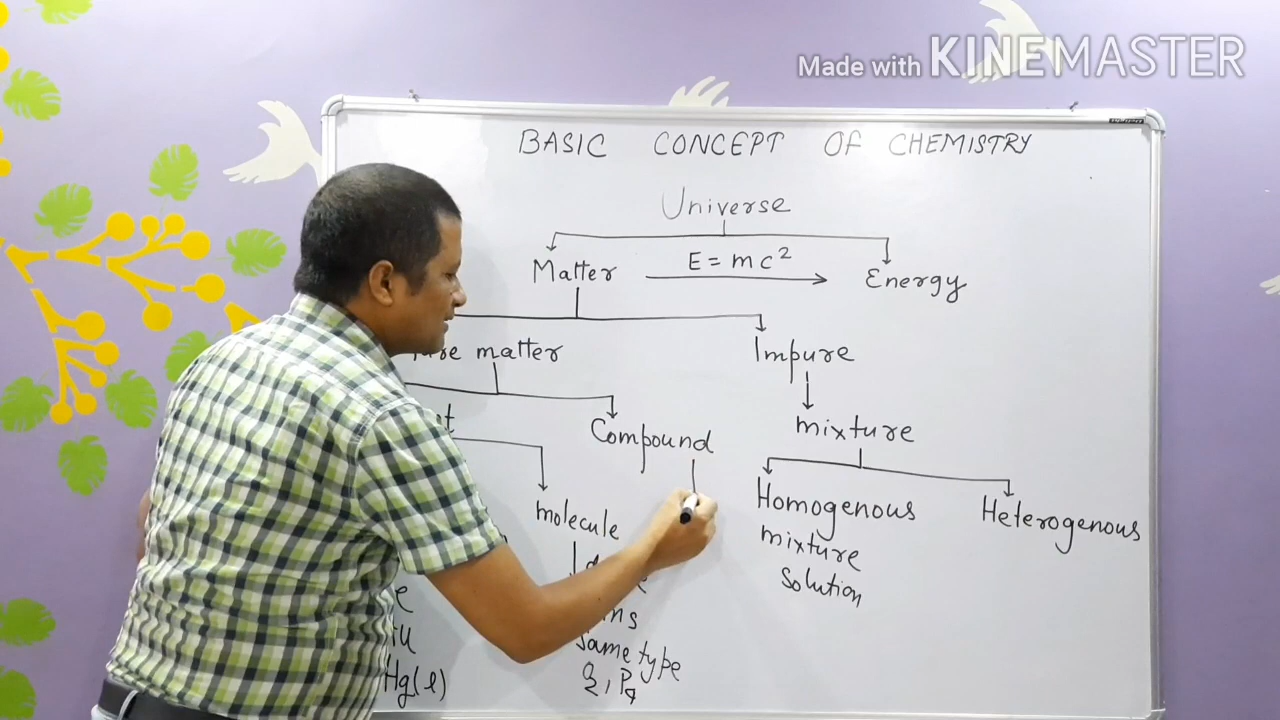 Made with KINEMASTER
BASIC CONCEPT OF CHEMISTRY
Universe
Matter E = mc² Energy
matter Impure
Compound mixture
molecule Homogenous Heterogenous
mixture
Solution
Same type
Hg(l)